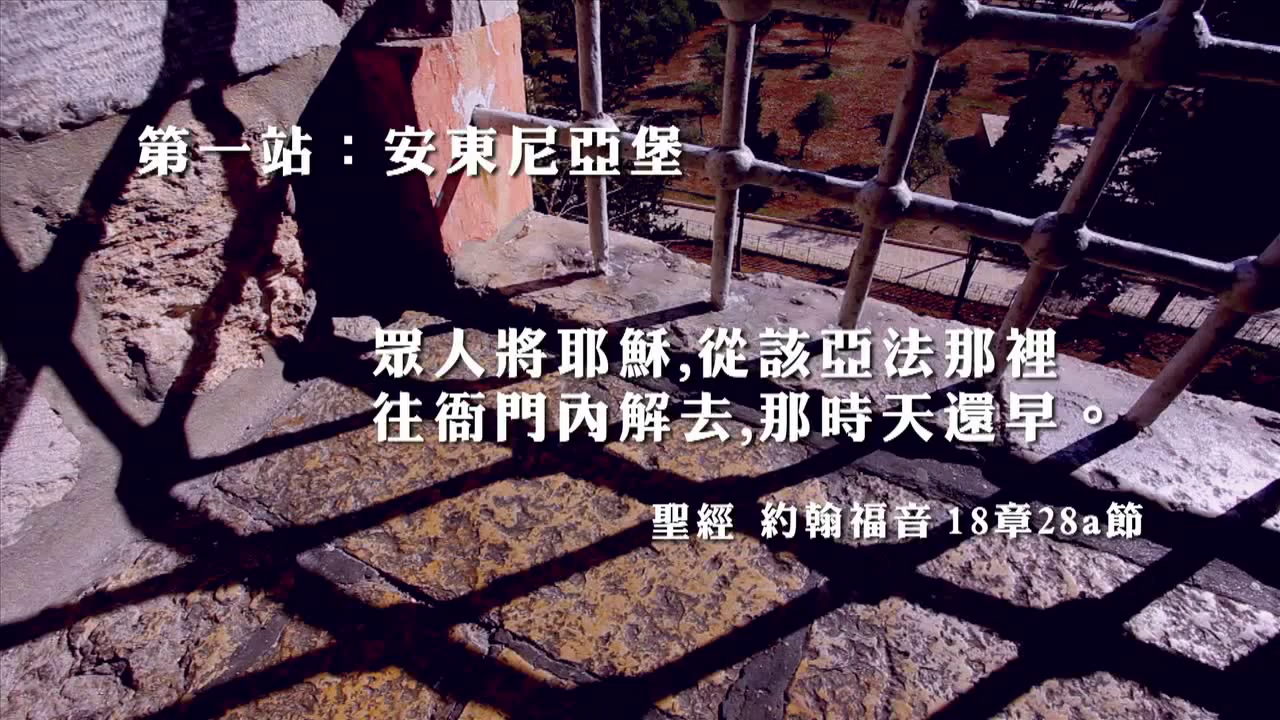 第一站：安東尼亞堡
眾人將耶穌,從該亞法那裡
往衙門內解去,那時天還早。
聖經 約翰福音 18章28a節